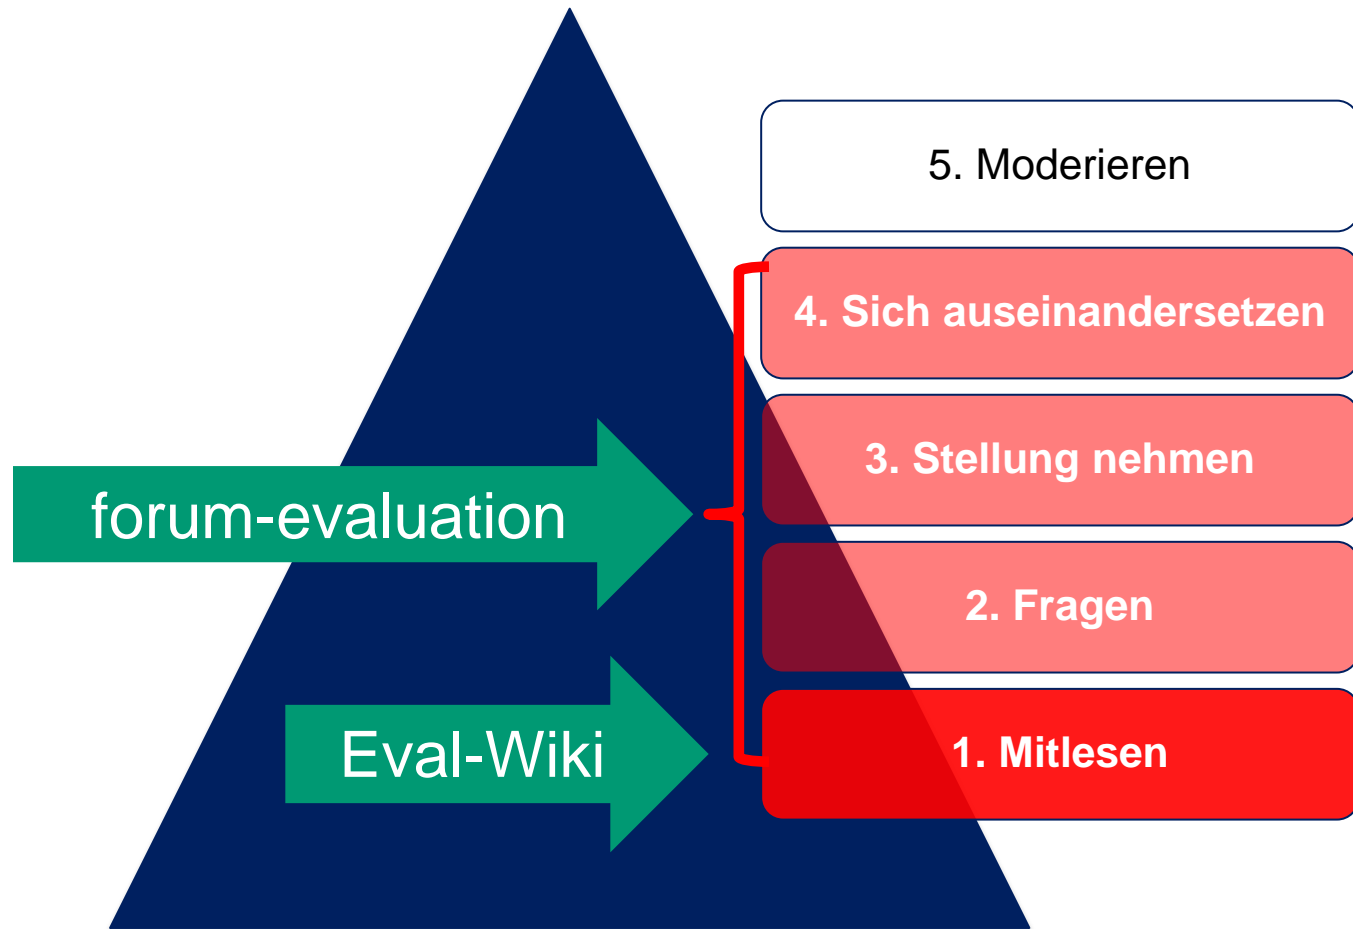 5. Moderieren
4. Sich auseinandersetzen
3. Stellung nehmen
forum-evaluation
2. Fragen
1. Mitlesen
Eval-Wiki